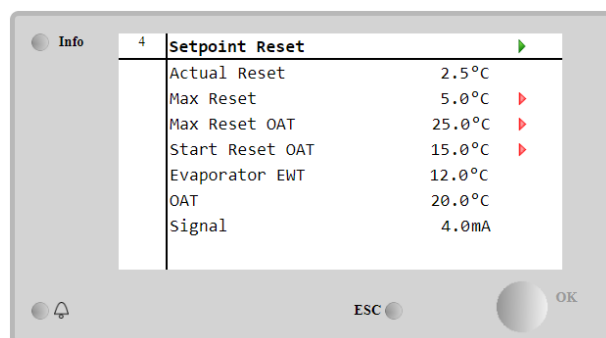 Info
4 Setpoint Reset
Actual Reset 2.5°C
Max Reset 5.0°C
Max Reset OAT 25.0°C
Start Reset OAT 15.0°C
Evaporator EWT 12.0°C
OAT 20.0°C
Signal 4.0mA
ESC OK